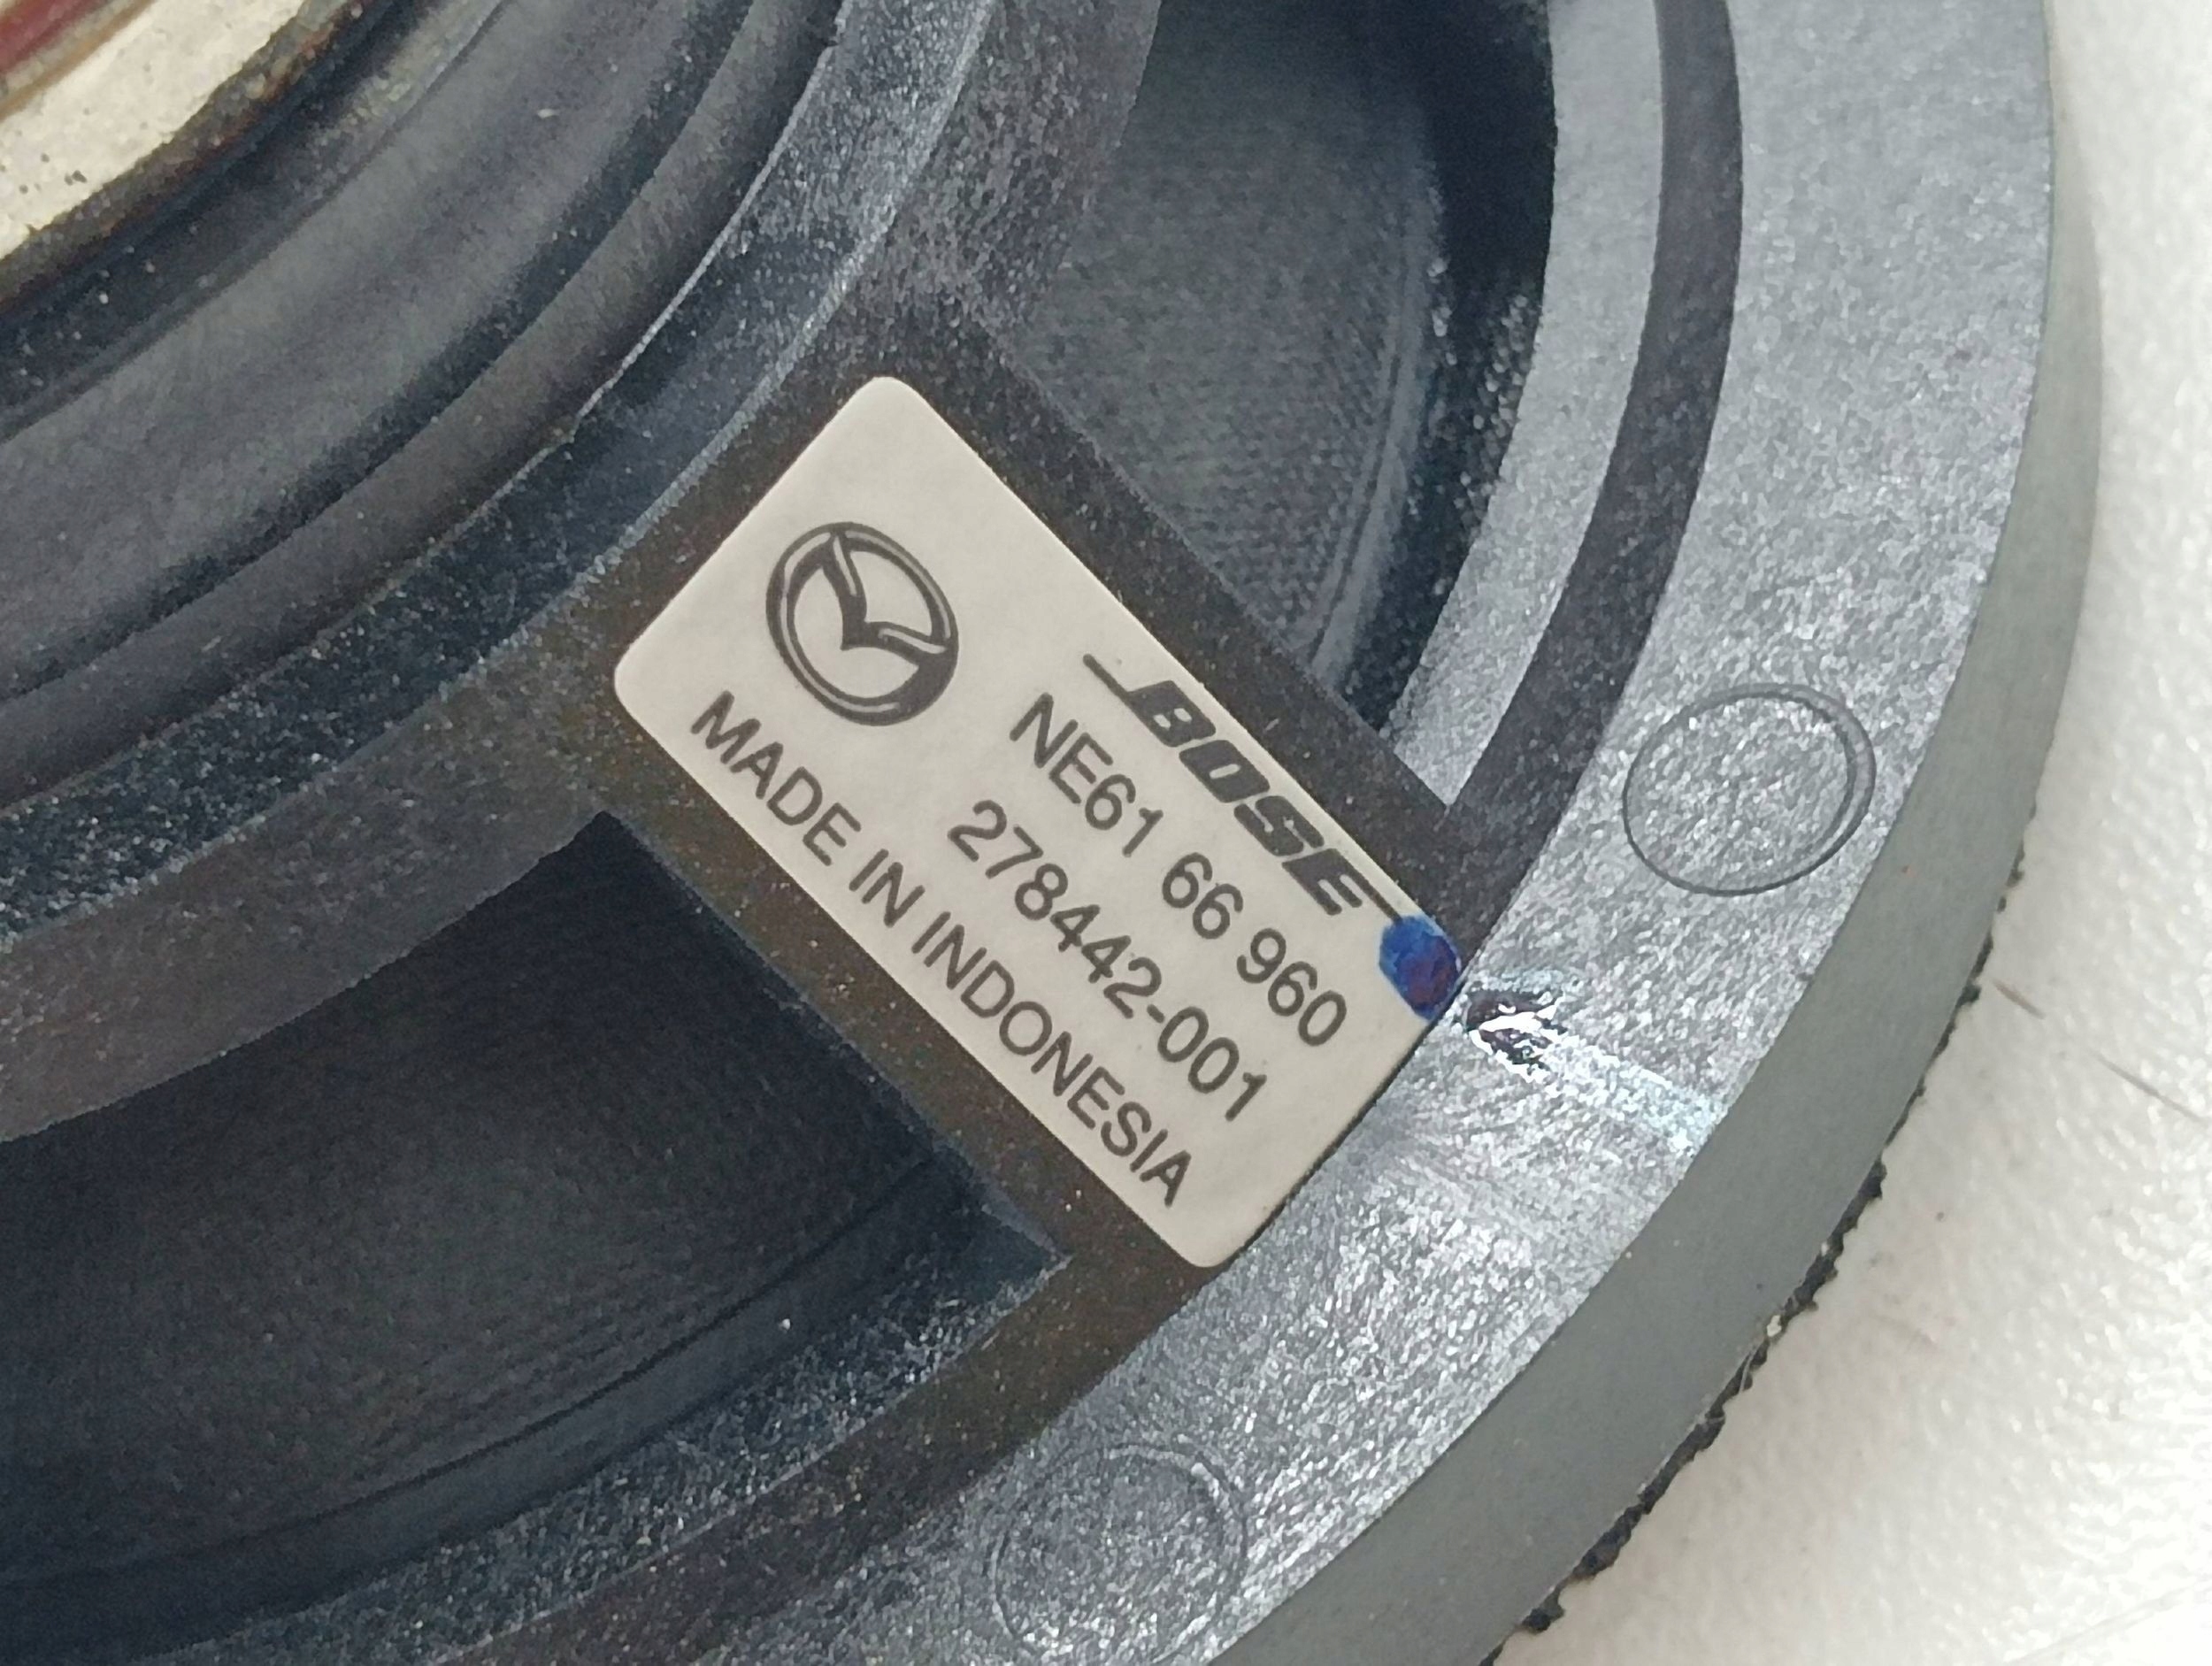 BOSE
NE61 66 960
278442-001
MADE IN INDONESIA